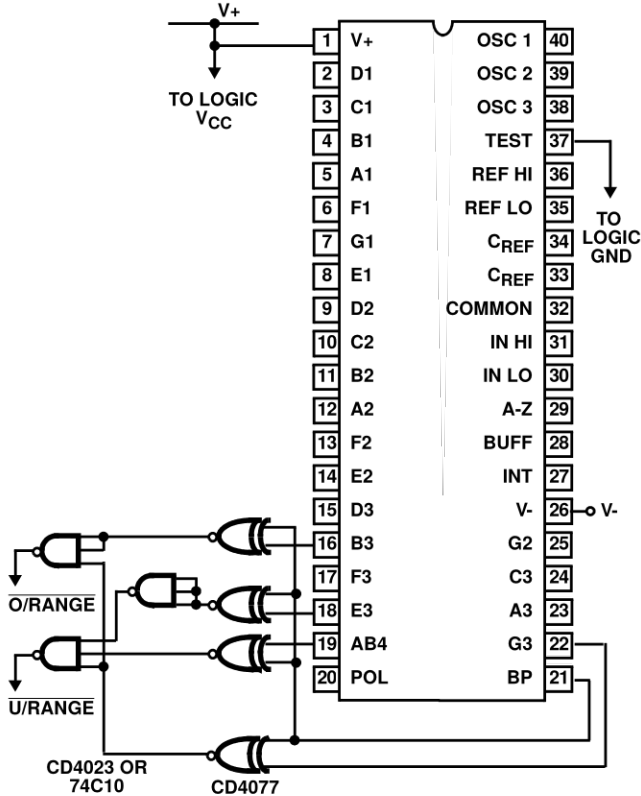 V+
TO LOGIC
VCC
1 V+ OSC 1 40
2 D1 OSC 2 39
3 C1 OSC 3 38
4 B1 TEST 37
5 A1 REF HI 36
6 F1 REF LO 35
7 G1 CREF 34
8 E1 CREF 33
9 D2 COMMON 32
10 C2 IN HI 31
11 B2 IN LO 30
12 A2 A-Z 29
13 F2 BUFF 28
14 E2 INT 27
15 D3 V- 26 V-
16 B3 G2 25
17 F3 C3 24
18 E3 A3 23
19 AB4 G3 22
20 POL BP 21
TO
LOGIC
GND
O/RANGE
U/RANGE
CD4023 OR
74C10
CD4077